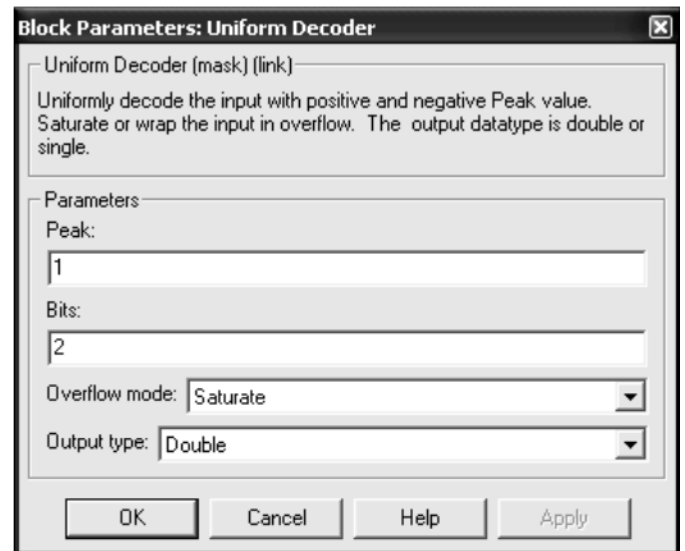 Block Parameters: Uniform Decoder
Uniform Decoder (mask) (link)
Uniformly decode the input with positive and negative Peak value.
Saturate or wrap the input in overflow. The output datatype is double or
single.
Parameters
Peak:
1
Bits:
2
Overflow mode: Saturate
Output type: Double
OK Cancel Help Apply